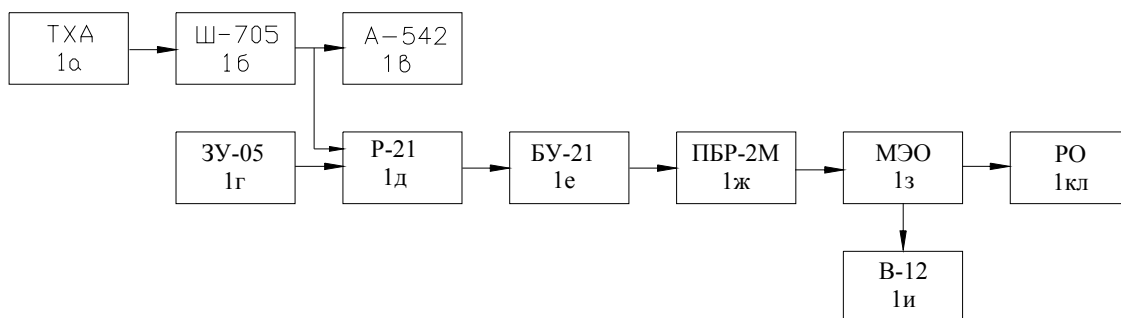 ТХА
1а
Ш-705
1б
А-542
1в
ЗУ-05
1г
Р-21
1д
БУ-21
1е
ПБР-2М
1ж
МЭО
1з
РО
1кл
В-12
1и